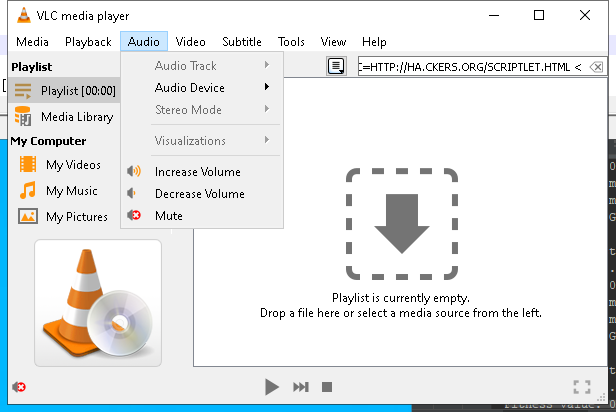 VLC media player
Media Playback Audio Video Subtitle Tools View Help
Playlist
C=HTTP://HA.CKERS.ORG/SCRIPTLET.HTML <
Playlist [00:00]
Media Library
My Computer
My Videos
My Music
My Pictures
Audio Track
Audio Device
Stereo Mode
Visualizations
Increase Volume
Decrease Volume
Mute
Playlist is currently empty.
Drop a file here or select a media source from the left.